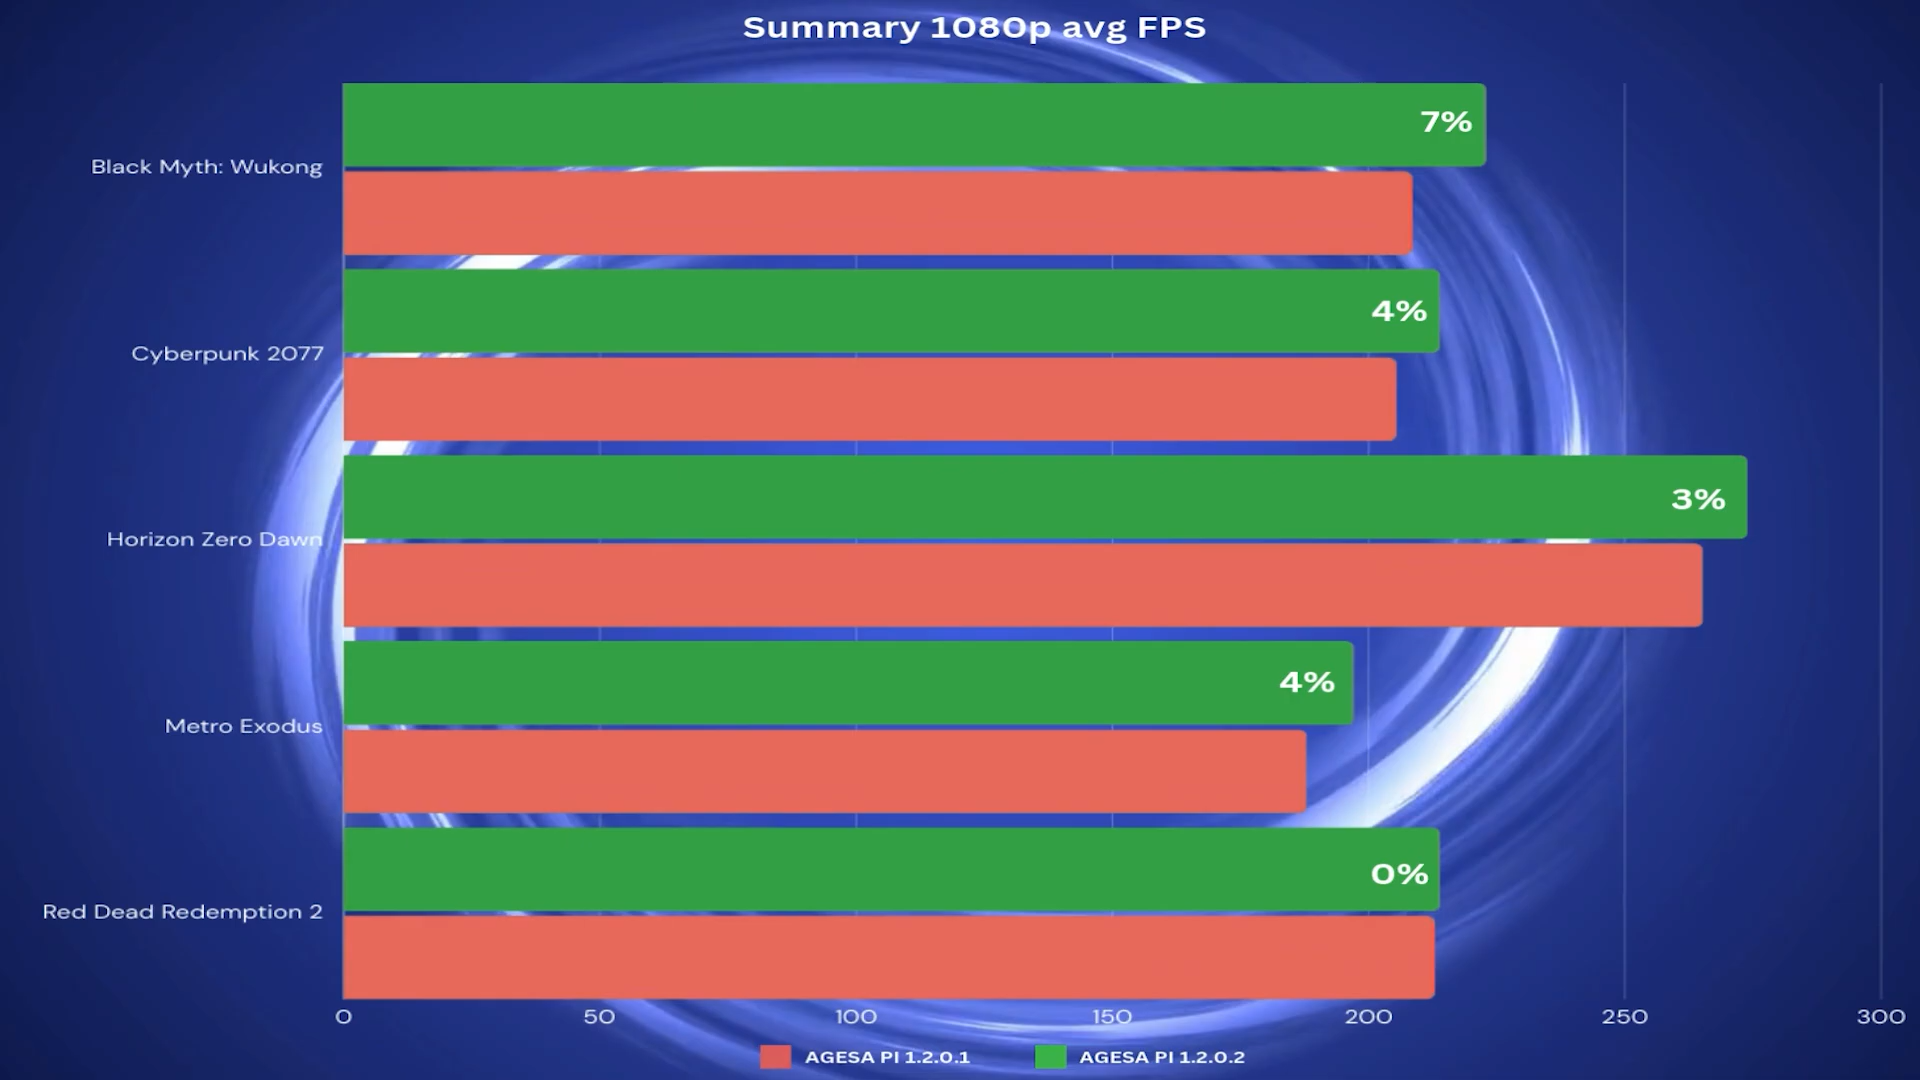 Summary 1080p avg FPS
7%
Black Myth: Wukong
4%
Cyberpunk 2077
3%
Horizon Zero Dawn
4%
Metro Exodus
0%
Red Dead Redemption 2
0 50 100 150 200 250 300
AGESA PI 1.2.0.1 AGESA PI 1.2.0.2